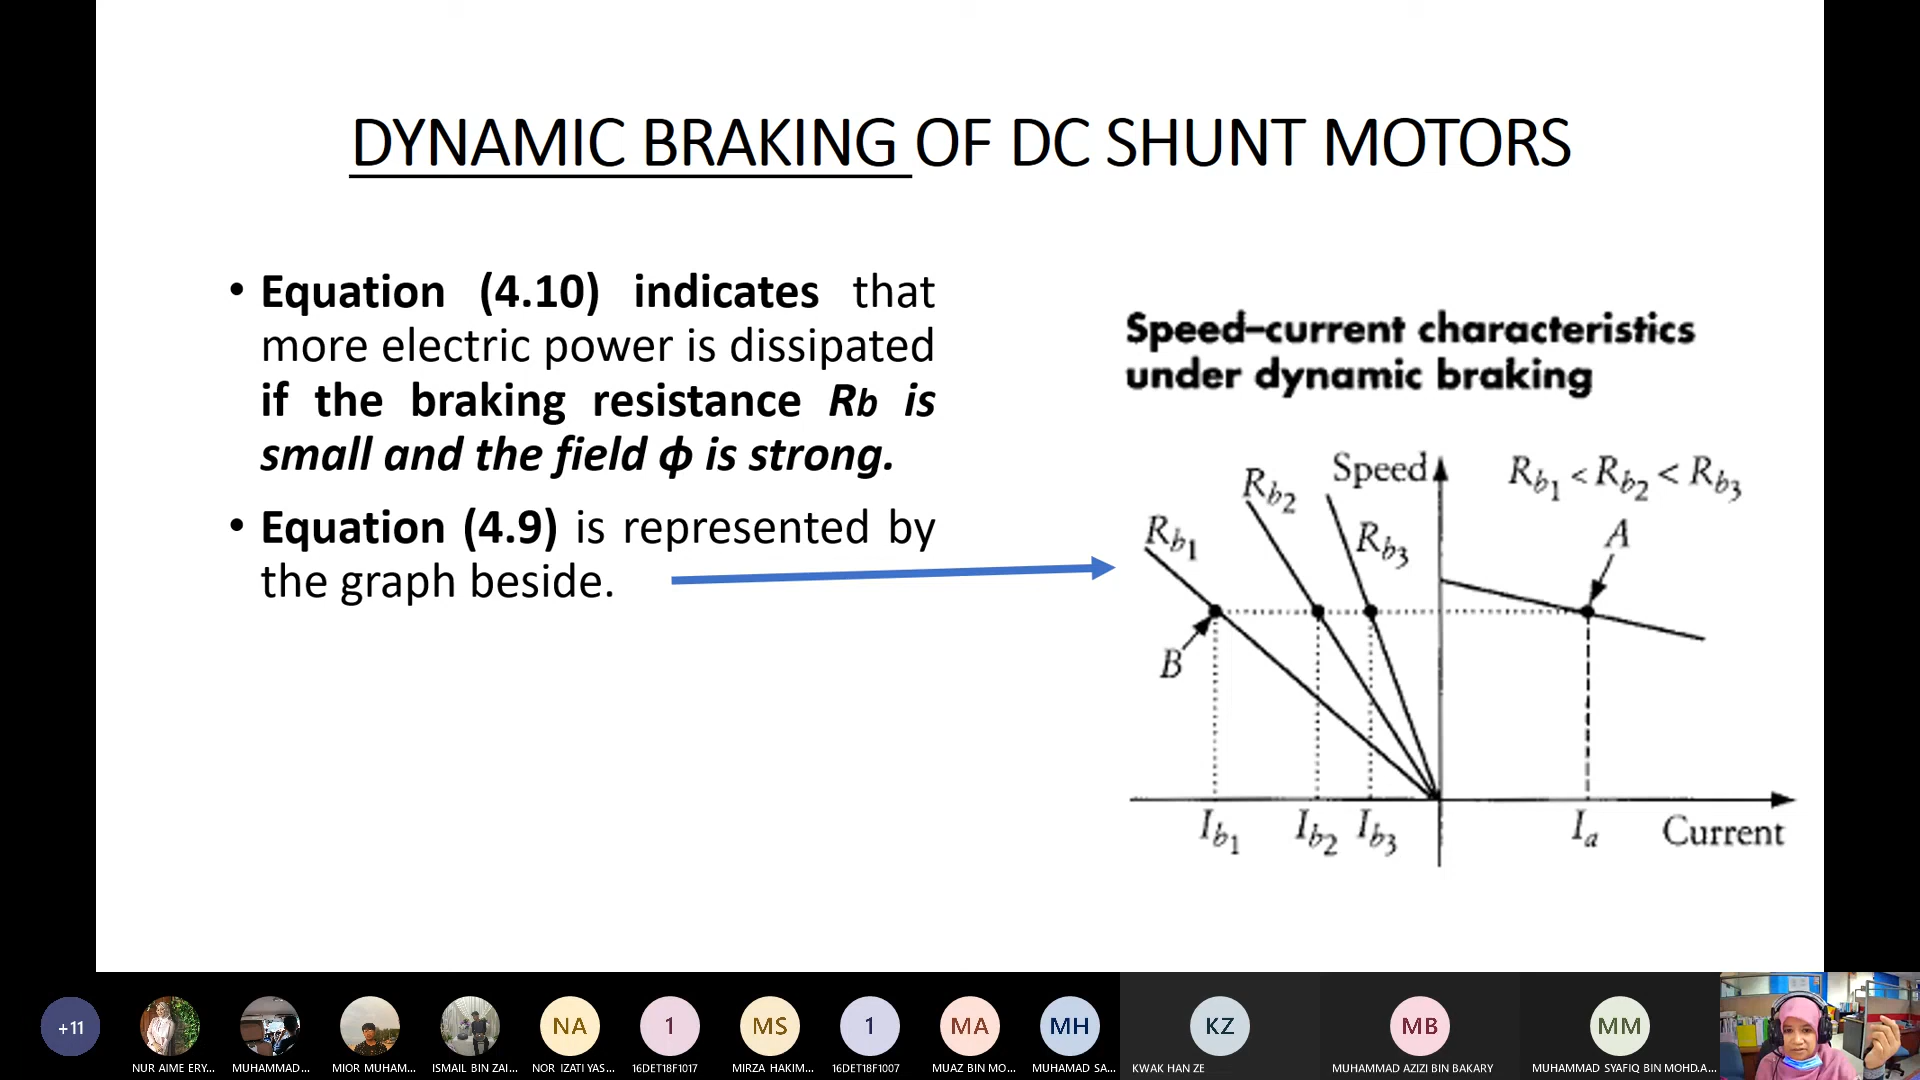 DYNAMIC BRAKING OF DC SHUNT MOTORS
• Equation (4.10) indicates that
more electric power is dissipated
if the braking resistance Rb is
small and the field ϕ is strong.
• Equation (4.9) is represented by
the graph beside.
Speed–current characteristics
under dynamic braking
Speed
R_b1 < R_b2 < R_b3
R_b1
R_b2
R_b3
A
B
I_b1
I_b2
I_b3
I_a
Current
+11
NUR AIME ERY...
MUHAMMAD...
MIOR MUHAM...
ISMAIL BIN ZAI...
NA
NOR IZATI YAS...
1
16DET18F1017
MS
MIRZA HAKIM...
1
16DET18F1007
MA
MUAZ BIN MO...
MH
MUHAMAD SA...
KZ
KWAK HAN ZE
MB
MUHAMMAD AZIZI BIN BAKARY
MM
MUHAMMAD SYAFIQ BIN MOHD.A...